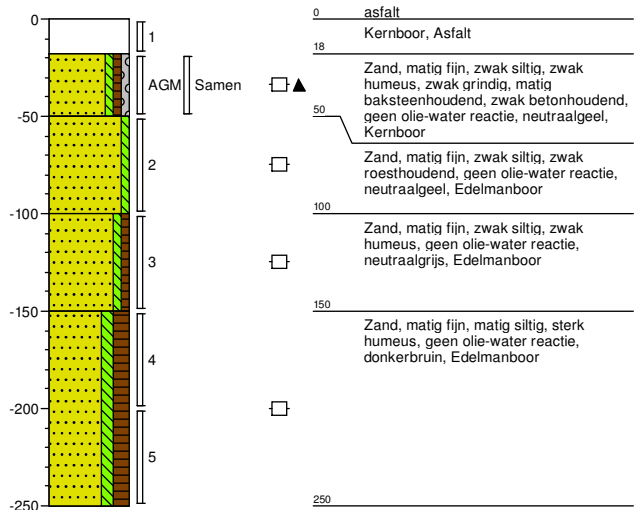 0
-50
-100
-150
-200
-250
1
AGM
Samen
2
3
4
5
0
asfalt
Kernboor, Asfalt
18
Zand, matig fijn, zwak siltig, zwak
humeus, zwak grindig, matig
baksteenhoudend, zwak betonhoudend,
geen olie-water reactie, neutraalgeel,
Kernboor
50
Zand, matig fijn, zwak siltig, zwak
roesthoudend, geen olie-water reactie,
neutraalgeel, Edelmanboor
100
Zand, matig fijn, zwak siltig, zwak
humeus, geen olie-water reactie,
neutraalgrijs, Edelmanboor
150
Zand, matig fijn, matig siltig, sterk
humeus, geen olie-water reactie,
donkerbruin, Edelmanboor
250